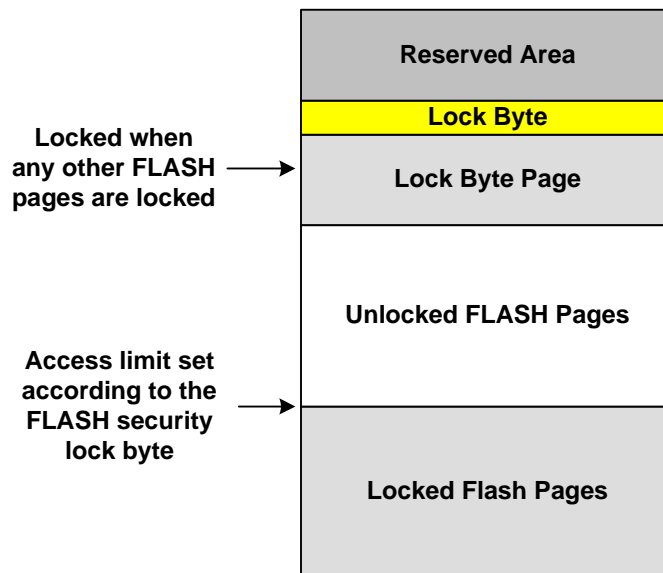 Reserved Area
Lock Byte
Locked when
any other FLASH
pages are locked
Lock Byte Page
Unlocked FLASH Pages
Access limit set
according to the
FLASH security
lock byte
Locked Flash Pages